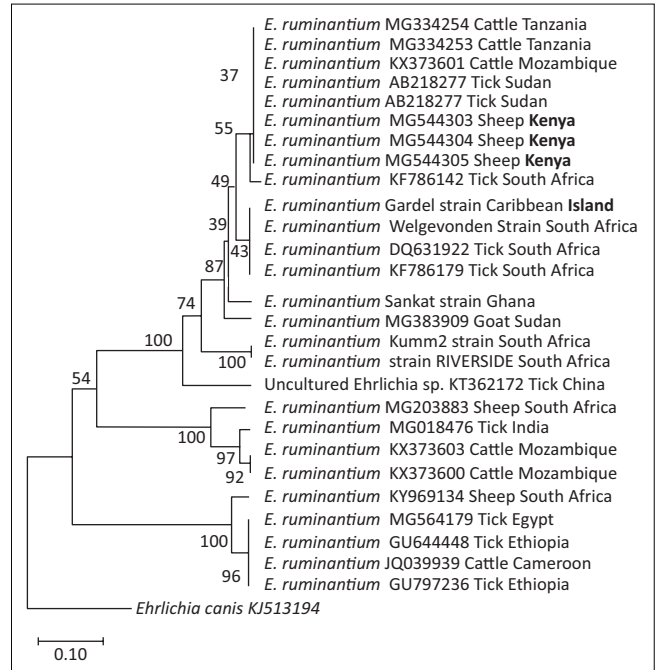 E. ruminantium MG334254 Cattle Tanzania
E. ruminantium MG334253 Cattle Tanzania
E. ruminantium KX373601 Cattle Mozambique
37
E. ruminantium AB218277 Tick Sudan
E. ruminantium AB218277 Tick Sudan
E. ruminantium MG544303 Sheep Kenya
55
E. ruminantium MG544304 Sheep Kenya
E. ruminantium MG544305 Sheep Kenya
E. ruminantium KF786142 Tick South Africa
49
E. ruminantium Gardel strain Caribbean Island
39
E. ruminantium Welgevonden Strain South Africa
43
E. ruminantium DQ631922 Tick South Africa
87
E. ruminantium KF786179 Tick South Africa
74
E. ruminantium Sankat strain Ghana
E. ruminantium MG383909 Goat Sudan
100
E. ruminantium Kumm2 strain South Africa
100
E. ruminantium strain RIVERSIDE South Africa
54
Uncultured Ehrlichia sp. KT362172 Tick China
E. ruminantium MG203883 Sheep South Africa
100
E. ruminantium MG018476 Tick India
97
E. ruminantium KX373603 Cattle Mozambique
92
E. ruminantium KX373600 Cattle Mozambique
E. ruminantium KY969134 Sheep South Africa
E. ruminantium MG564179 Tick Egypt
100
E. ruminantium GU644448 Tick Ethiopia
E. ruminantium JQ039939 Cattle Cameroon
96
E. ruminantium GU797236 Tick Ethiopia
Ehrlichia canis KJ513194
0.10